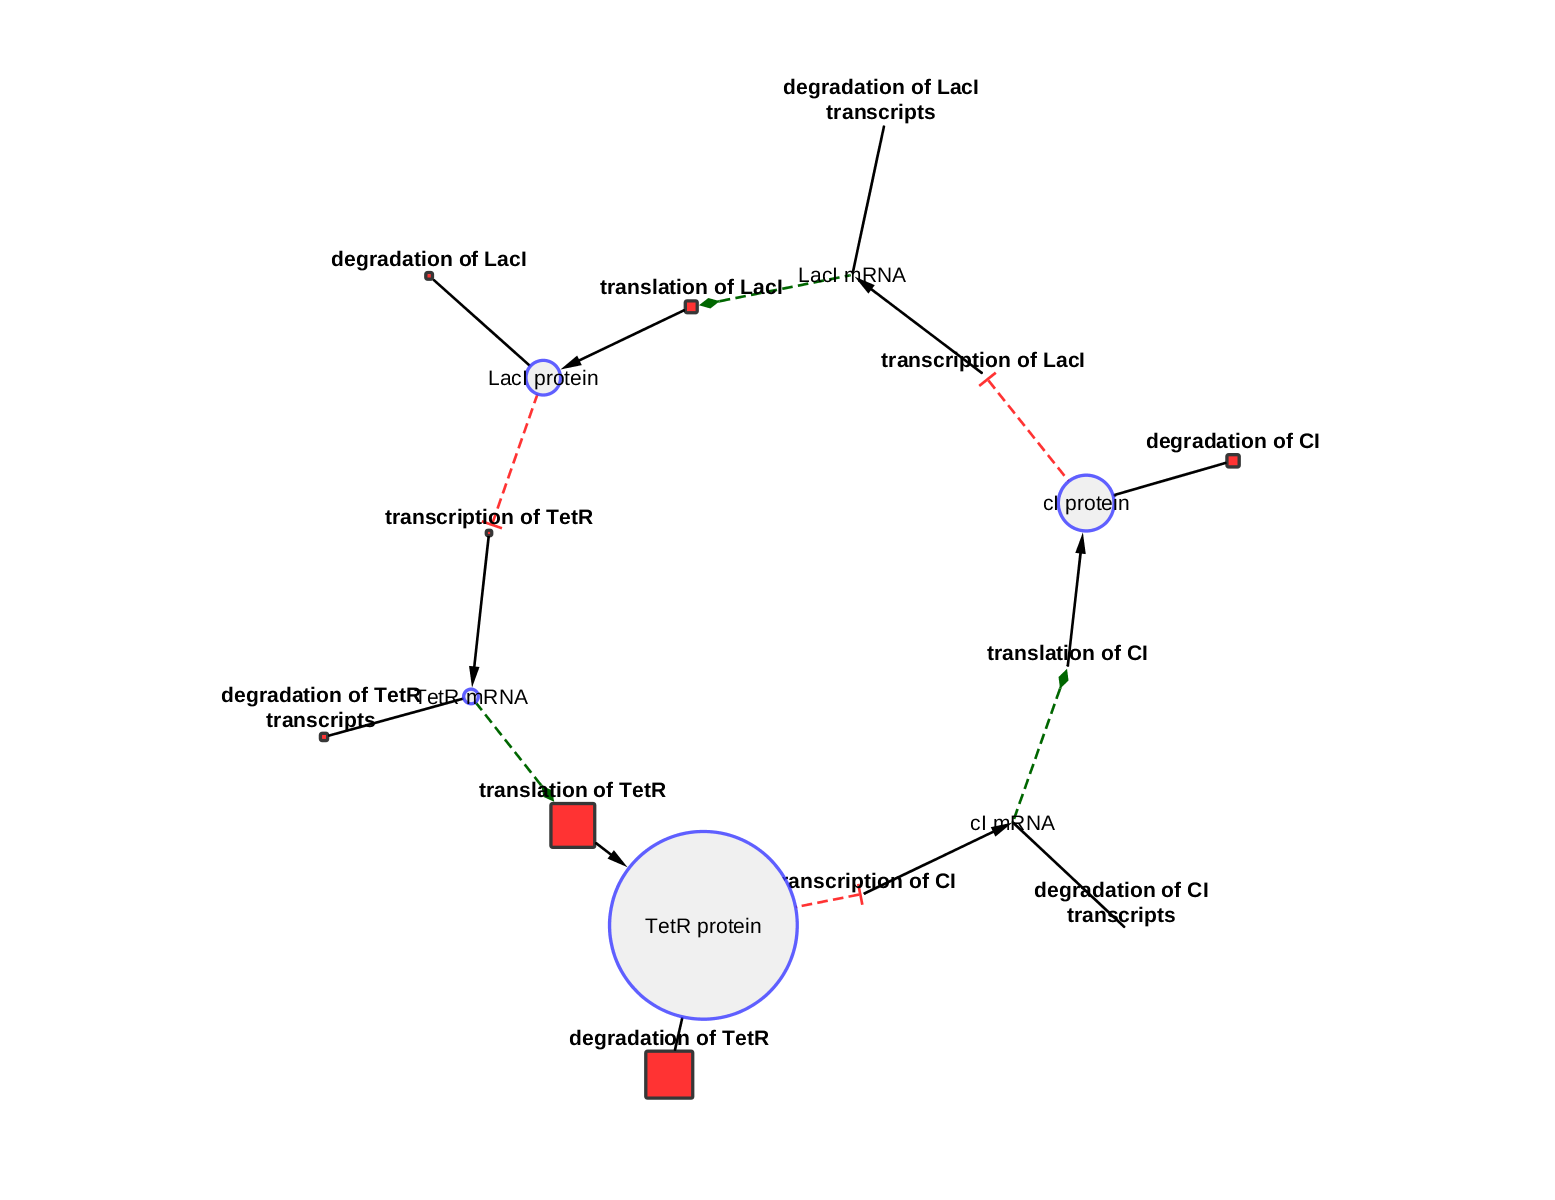 degradation of LacI
transcripts
degradation of LacI
translation of LacI
LacI mRNA
transcription of LacI
LacI protein
degradation of CI
cI protein
transcription of TetR
translation of CI
degradation of TetR
transcripts
TetR mRNA
translation of TetR
cI mRNA
ranscription of CI
degradation of CI
transcripts
TetR protein
degradation of TetR